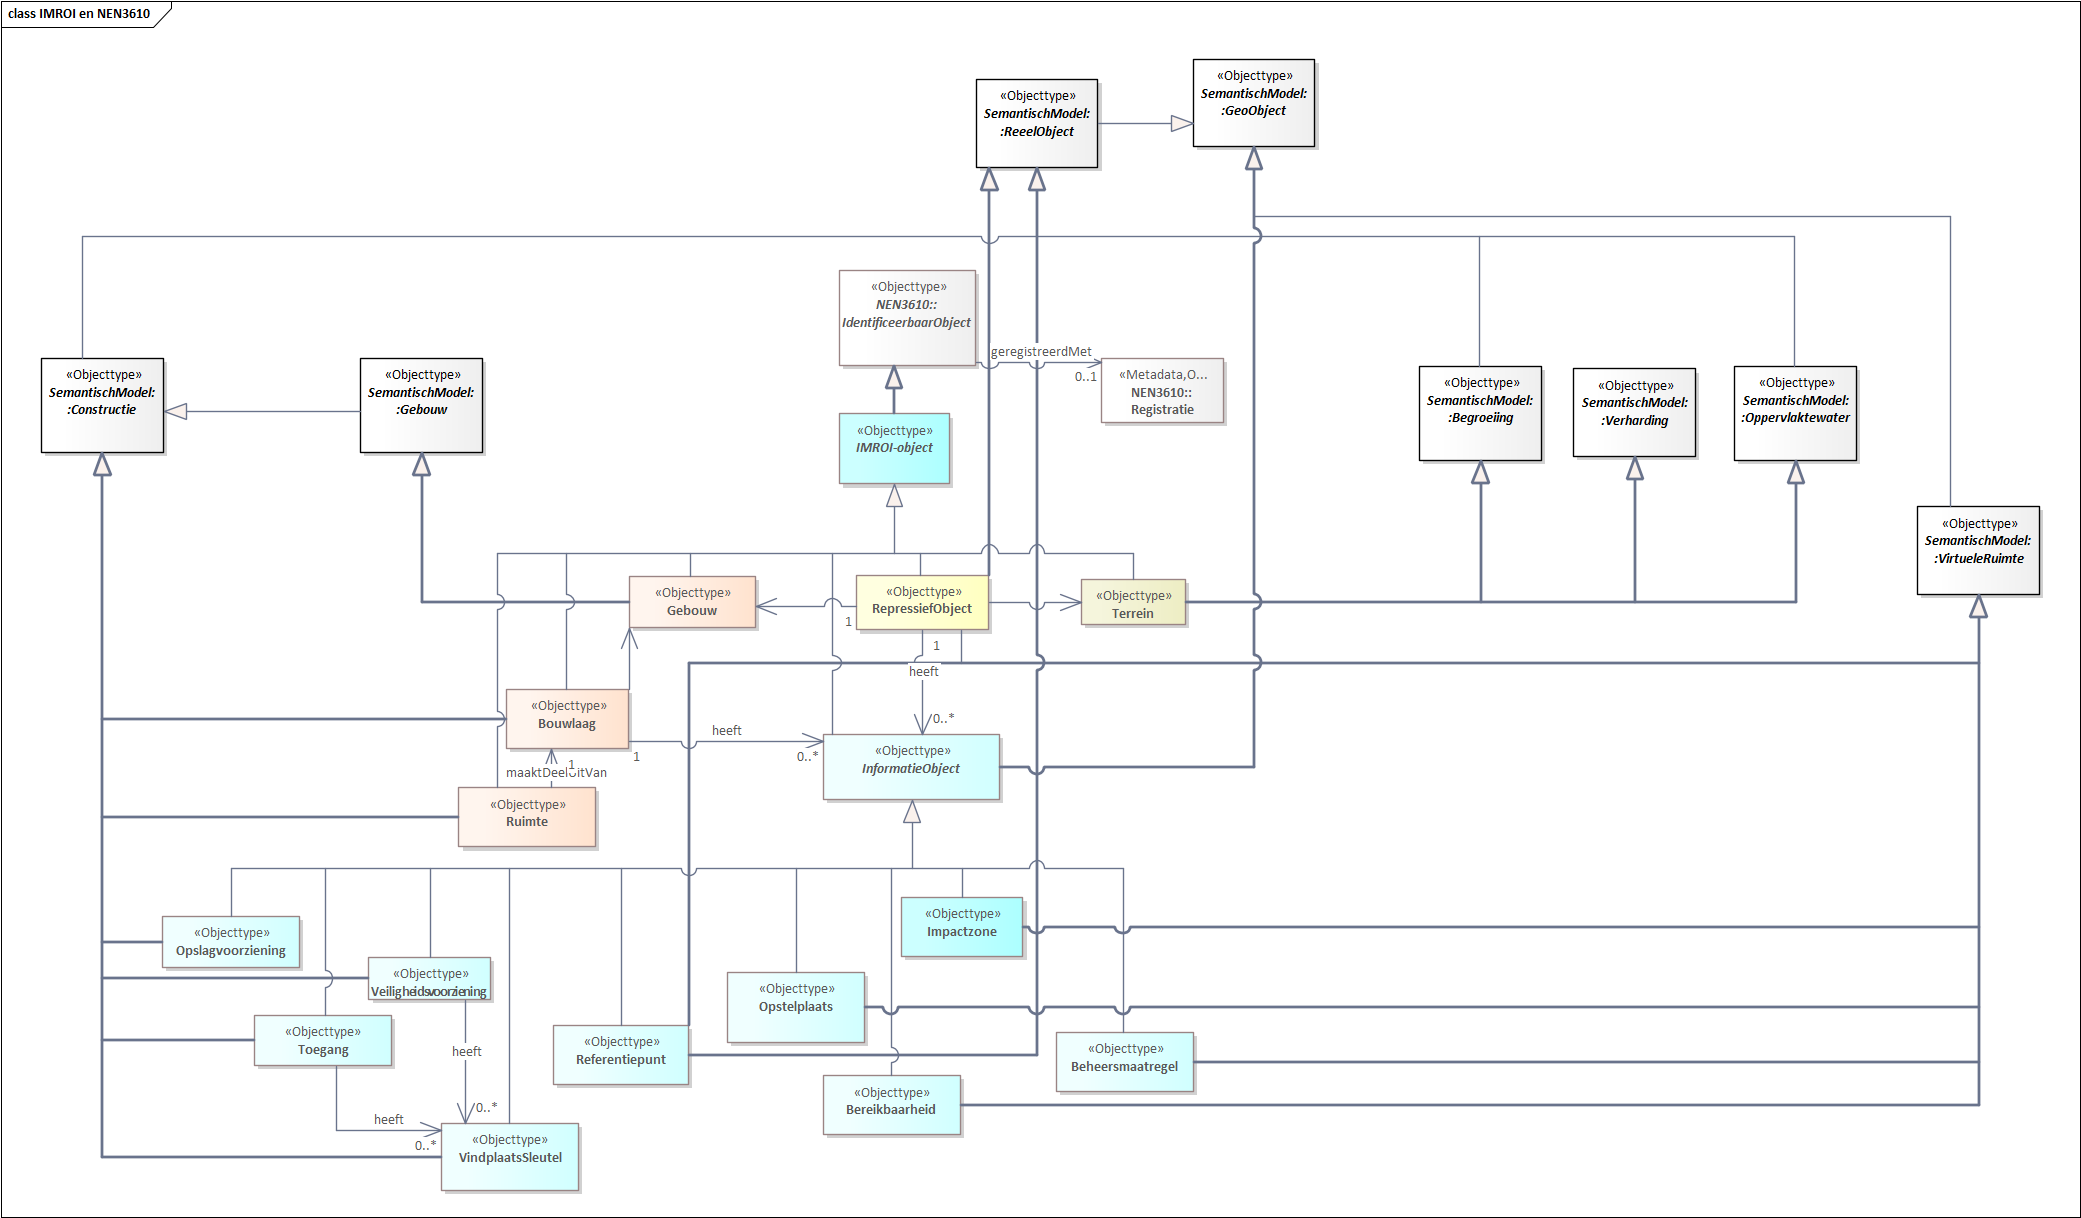 class IMROI en NEN3610
«Objecttype»
SemantischModel:
:GeoObject
«Objecttype»
SemantischModel:
:ReeelObject
«Objecttype»
NEN3610::
IdentificeerbaarObject
geregistreerdMet
0..1
«Metadata,O...
NEN3610::
Registratie
«Objecttype»
SemantischModel:
:Constructie
«Objecttype»
SemantischModel:
:Gebouw
«Objecttype»
IMROI-object
«Objecttype»
SemantischModel:
:Begroeiing
«Objecttype»
SemantischModel:
:Verharding
«Objecttype»
SemantischModel:
:Oppervlaktewater
«Objecttype»
SemantischModel:
:VirtueleRuimte
«Objecttype»
Gebouw
1
«Objecttype»
RepressiefObject
1
«Objecttype»
Terrein
heeft
0..*
«Objecttype»
Bouwlaag
1
heeft
0..*
«Objecttype»
InformatieObject
1
maaktDeelUitVan
«Objecttype»
Ruimte
«Objecttype»
Opslagvoorziening
«Objecttype»
Veiligheidsvoorziening
«Objecttype»
Impactzone
«Objecttype»
Opstelplaats
«Objecttype»
Toegang
heeft
0..*
«Objecttype»
Referentiepunt
«Objecttype»
Beheersmaatregel
«Objecttype»
Bereikbaarheid
heeft
0..*
«Objecttype»
VindplaatsSleutel